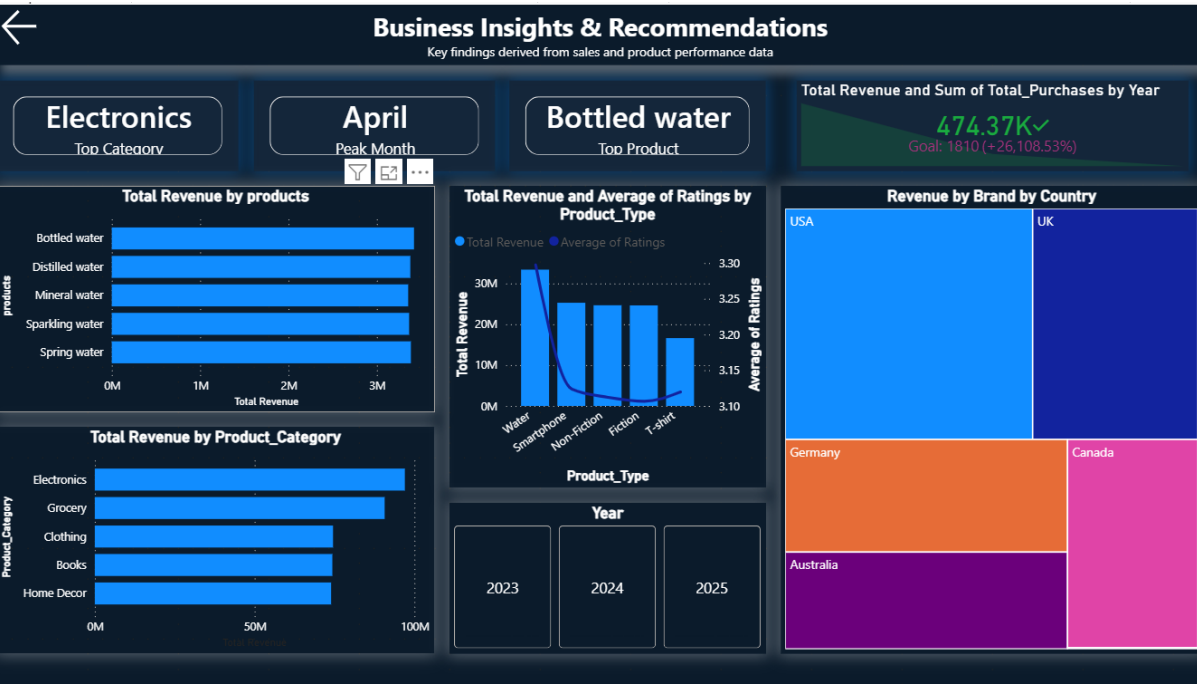 Business Insights & Recommendations
Key findings derived from sales and product performance data
Electronics
Top Category
April
Peak Month
Bottled water
Top Product
Total Revenue and Sum of Total_Purchases by Year
474.37K
Goal: 1810 (+26,108.53%)
Total Revenue by products
products
Bottled water
Distilled water
Mineral water
Sparkling water
Spring water
0M 1M 2M 3M
Total Revenue
Total Revenue by Product_Category
Product_Category
Electronics
Grocery
Clothing
Books
Home Decor
0M 50M 100M
Total Revenue
Total Revenue and Average of Ratings by
Product_Type
Total Revenue Average of Ratings
Total Revenue
30M
20M
10M
0M
3.30
3.25
3.20
3.15
3.10
Average of Ratings
Water Smartphone Non-Fiction Fiction T-shirt
Product_Type
Year
2023 2024 2025
Revenue by Brand by Country
USA
UK
Germany
Canada
Australia